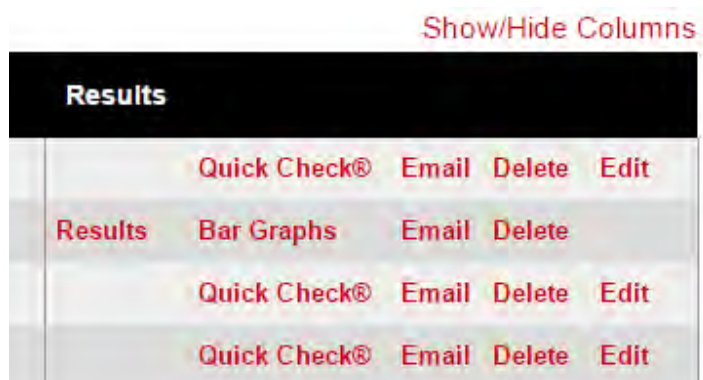 Show/Hide Columns
Results
Quick Check® Email Delete Edit
Results Bar Graphs Email Delete
Quick Check® Email Delete Edit
Quick Check® Email Delete Edit